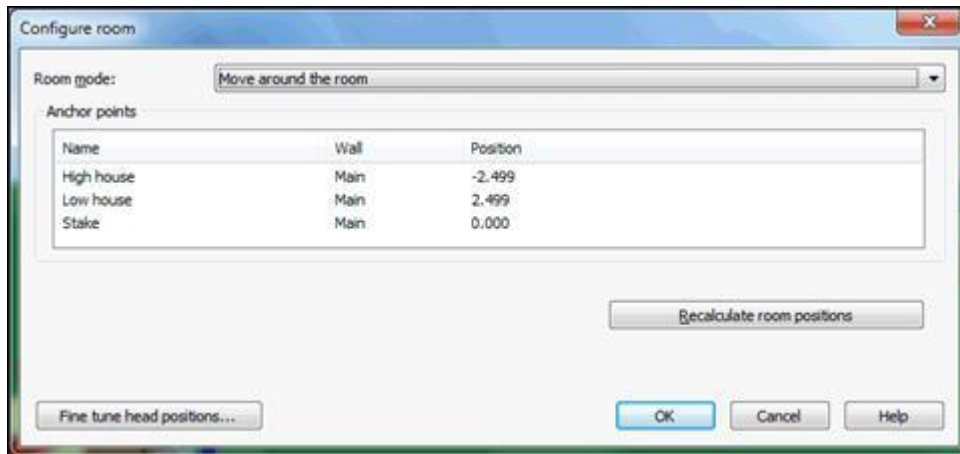 Configure room
Room mode: Move around the room
Anchor points
Name Wall Position
High house Main -2.499
Low house Main 2.499
Stake Main 0.000
Recalculate room positions
Fine tune head positions... OK Cancel Help